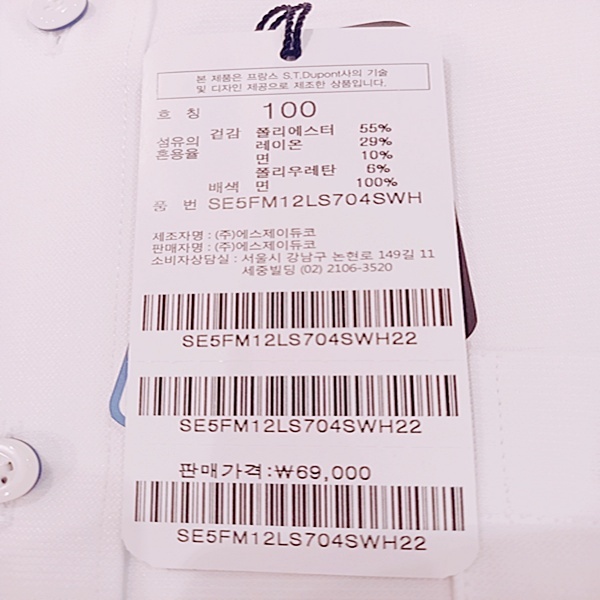 본 제품은 프랑스 S.T.Dupont사의 기술
및 디자인 제공으로 제조한 상품입니다.
호 칭 100
섬유의 혼용율 겉감 폴리에스터 55%
레이온 29%
면 10%
폴리우레탄 6%
배색 면 100%
품 번 SE5FM12LS704SWH
제조자명 : (주)에스제이듀코
판매자명 : (주)에스제이듀코
소비자상담실 : 서울시 강남구 논현로 149길 11
세중빌딩 (02) 2106-3520
SE5FM12LS704SWH22
SE5FM12LS704SWH22
판매가격:₩69,000
SE5FM12LS704SWH22